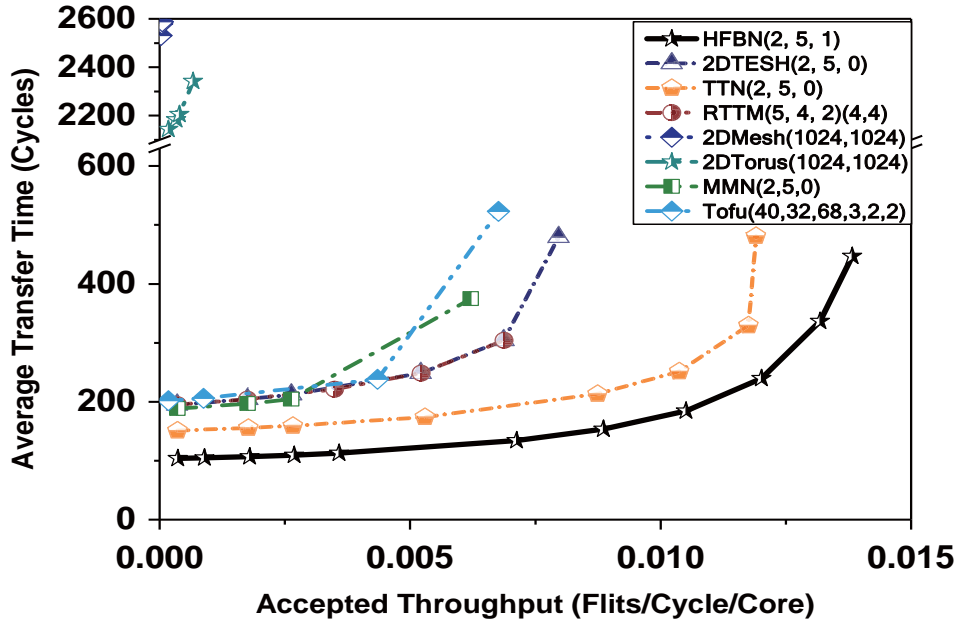 Average Transfer Time (Cycles)
2600
2400
2200
600
400
200
0
HFBN(2, 5, 1)
2DTESH(2, 5, 0)
TTN(2, 5, 0)
RTTM(5, 4, 2)(4,4)
2DMesh(1024,1024)
2DTorus(1024,1024)
MMN(2,5,0)
Tofu(40,32,68,3,2,2)
0.000
0.005
0.010
0.015
Accepted Throughput (Flits/Cycle/Core)